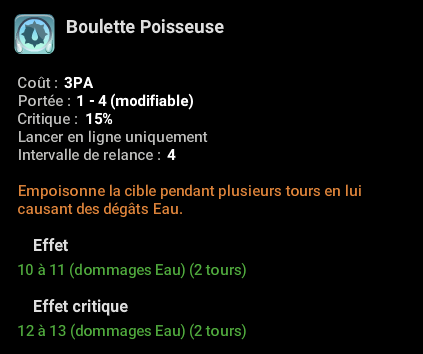 Boulette Poisseuse
Coût : 3PA
Portée : 1 - 4 (modifiable)
Critique : 15%
Lancer en ligne uniquement
Intervalle de relance : 4
Empoisonne la cible pendant plusieurs tours en lui
causant des dégâts Eau.
Effet
10 à 11 (dommages Eau) (2 tours)
Effet critique
12 à 13 (dommages Eau) (2 tours)